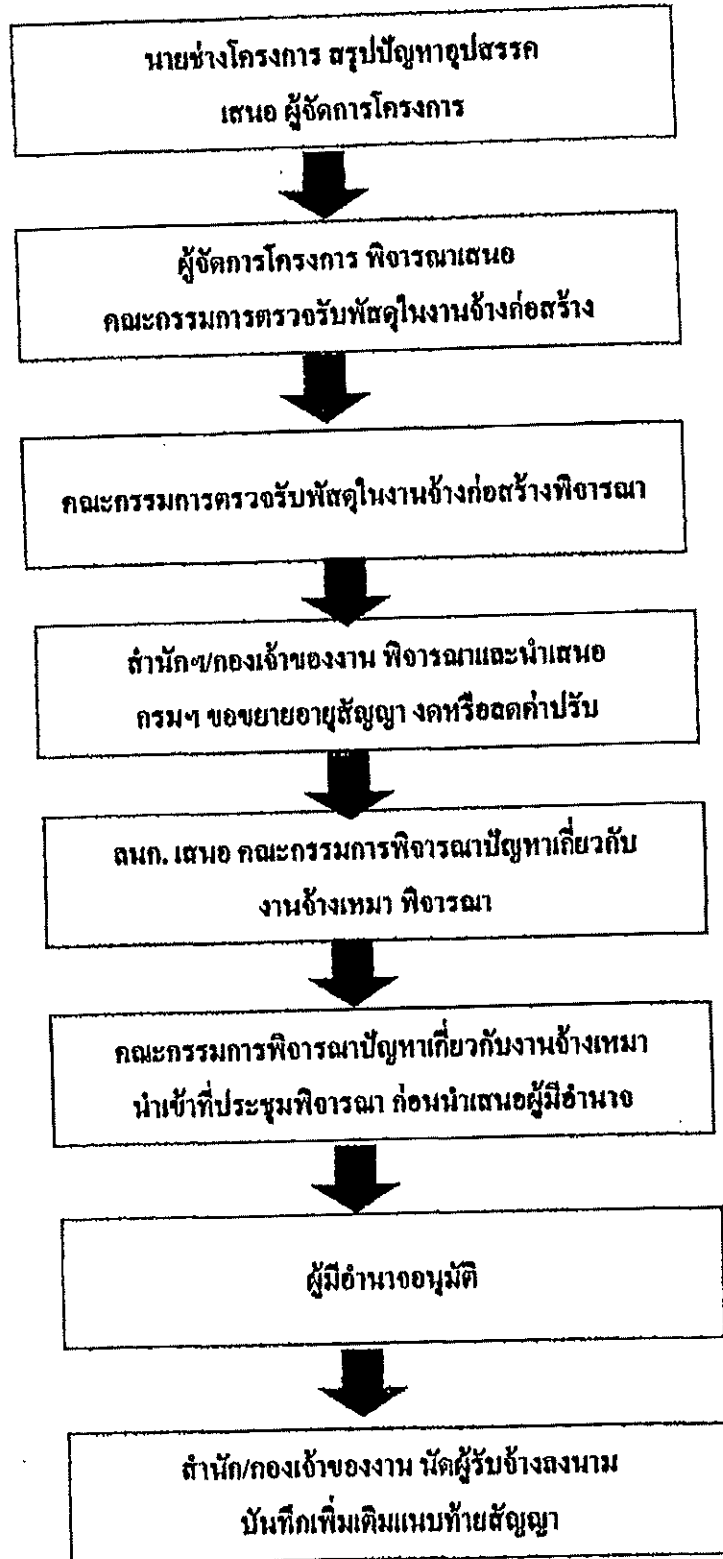 นายช่างโครงการ สรุปปัญหาอุปสรรค
เสนอ ผู้จัดการโครงการ
ผู้จัดการโครงการ พิจารณาเสนอ
คณะกรรมการตรวจรับพัสดุในงานจ้างก่อสร้าง
คณะกรรมการตรวจรับพัสดุในงานจ้างก่อสร้างพิจารณา
สำนักฯ/กองเจ้าของงาน พิจารณาและนำเสนอ
กรมฯ ขอขยายอายุสัญญา งดหรือลดค่าปรับ
ลนก. เสนอ คณะกรรมการพิจารณาปัญหาเกี่ยวกับ
งานจ้างเหมา พิจารณา
คณะกรรมการพิจารณาปัญหาเกี่ยวกับงานจ้างเหมา
นำเข้าที่ประชุมพิจารณา ก่อนนำเสนอผู้มีอำนาจ
ผู้มีอำนาจอนุมัติ
สำนัก/กองเจ้าของงาน นัดผู้รับจ้างลงนาม
บันทึกเพิ่มเติมแนบท้ายสัญญา